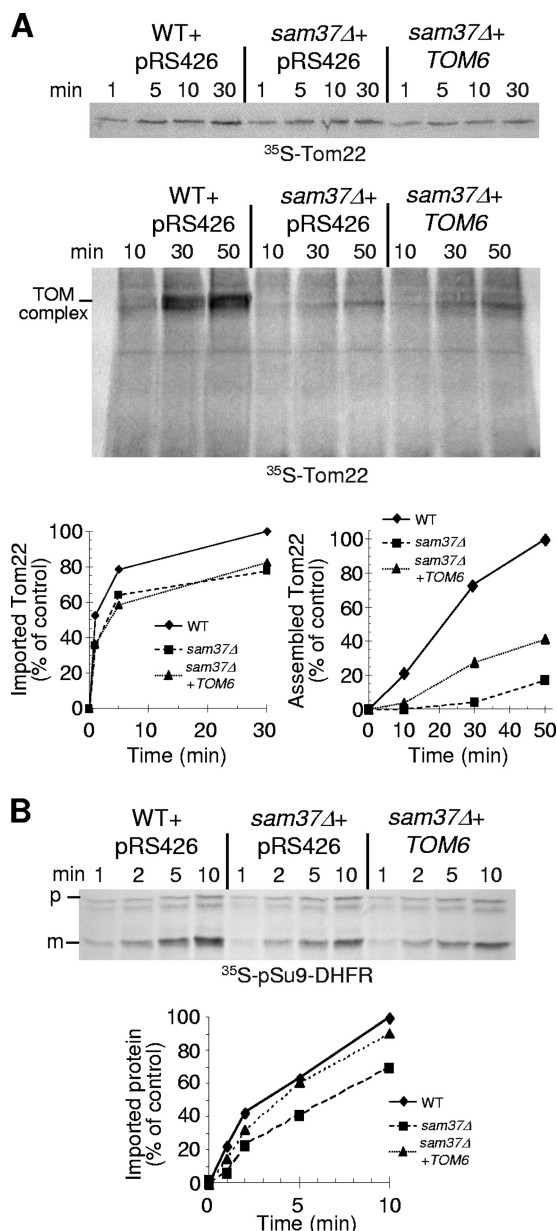 A
WT+ pRS426 sam37Δ+ pRS426 sam37Δ+ TOM6
min 1 5 10 30 1 5 10 30 1 5 10 30
35S-Tom22
WT+ pRS426 sam37Δ+ pRS426 sam37Δ+ TOM6
min 10 30 50 10 30 50 10 30 50
TOM complex
35S-Tom22
Imported Tom22 (% of control)
100
80
60
40
20
0
WT
sam37Δ
sam37Δ +TOM6
0 10 20 30
Time (min)
Assembled Tom22 (% of control)
100
80
60
40
20
0
WT
sam37Δ
sam37Δ +TOM6
0 10 20 30 40 50
Time (min)
B
WT+ pRS426 sam37Δ+ pRS426 sam37Δ+ TOM6
min 1 2 5 10 1 2 5 10 1 2 5 10
p
m
35S-pSu9-DHFR
Imported protein (% of control)
100
80
60
40
20
0
WT
sam37Δ
sam37Δ +TOM6
0 5 10
Time (min)